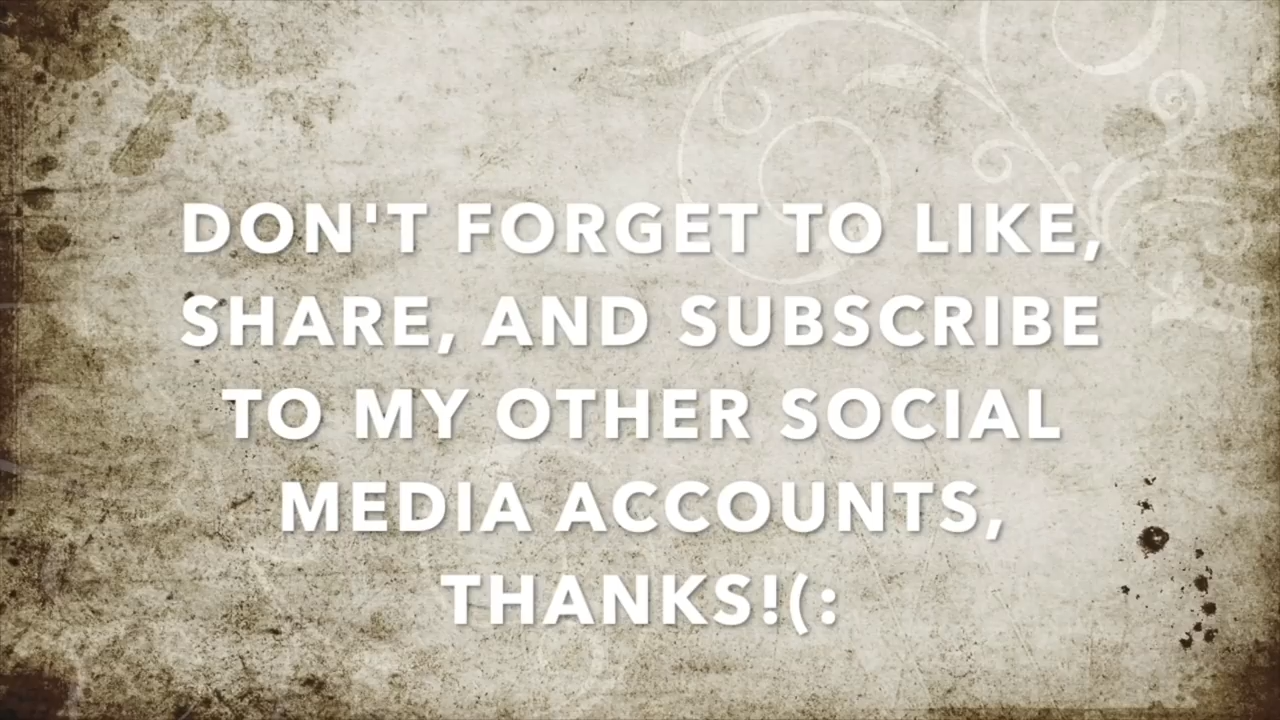 DON'T FORGET TO LIKE,
SHARE, AND SUBSCRIBE
TO MY OTHER SOCIAL
MEDIA ACCOUNTS,
THANKS!(: